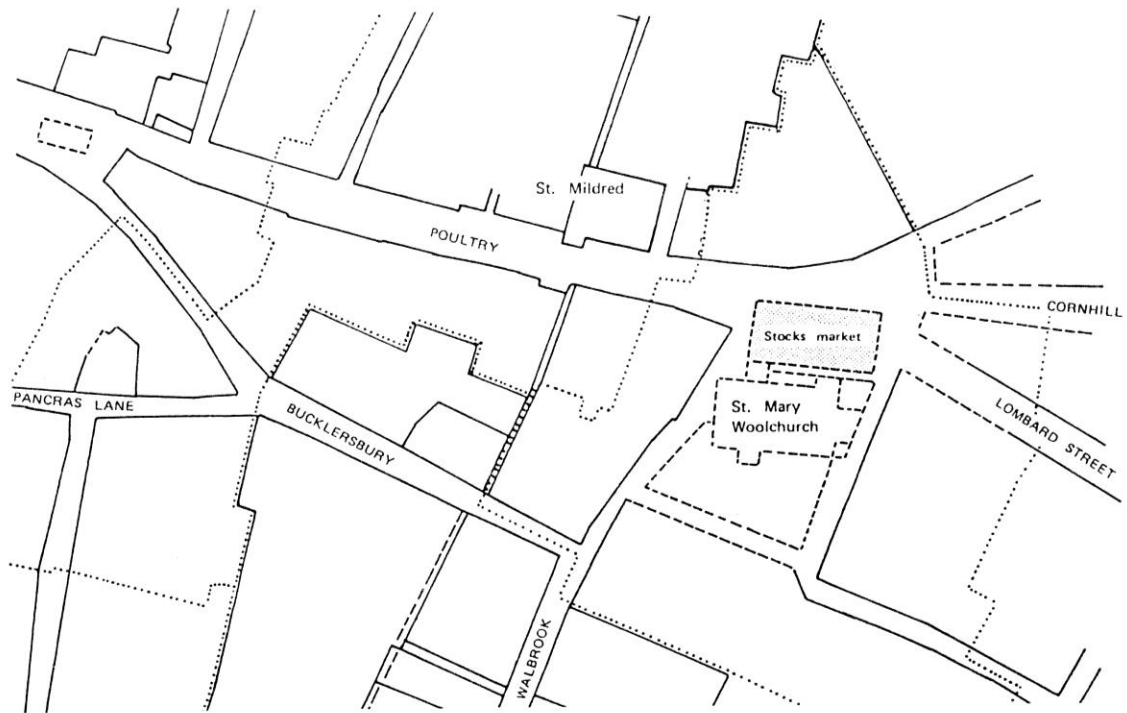 St. Mildred
POULTRY
CORNHILL
Stocks market
PANCRAS LANE
BUCKLERSBURY
St. Mary
Woolchurch
LOMBARD STREET
WALBROOK